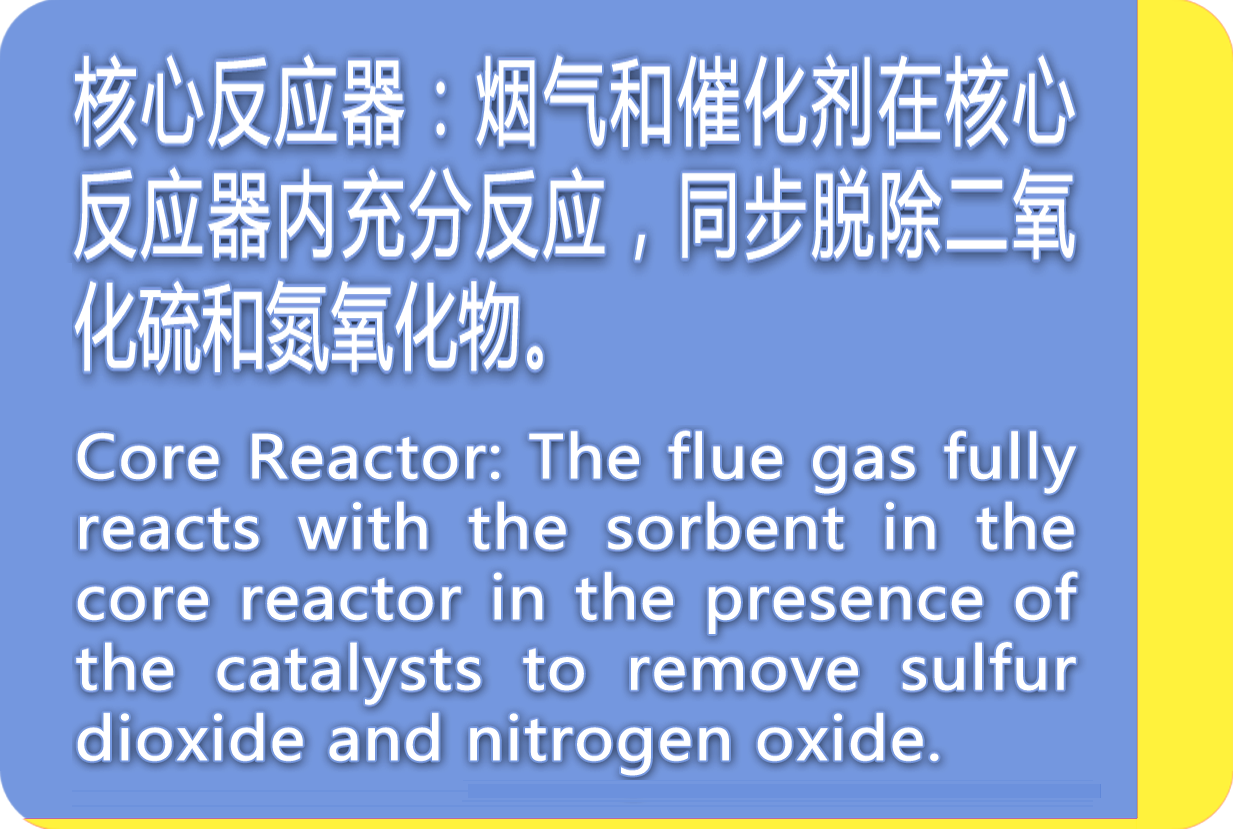 核心反应器：烟气和催化剂在核心
反应器内充分反应，同步脱除二氧
化硫和氮氧化物。
Core Reactor: The flue gas fully
reacts with the sorbent in the
core reactor in the presence of
the catalysts to remove sulfur
dioxide and nitrogen oxide.